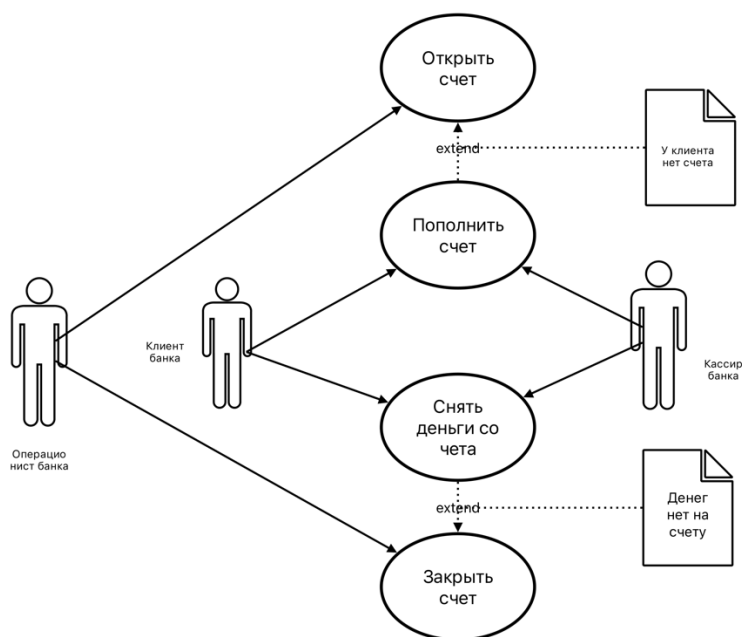 Открыть
счет
extend
У клиента
нет счета
Пополнить
счет
Клиент
банка
Кассир
банка
Операцио
нист банка
Снять
деньги со
чета
extend
Денег
нет на
счету
Закрыть
счет